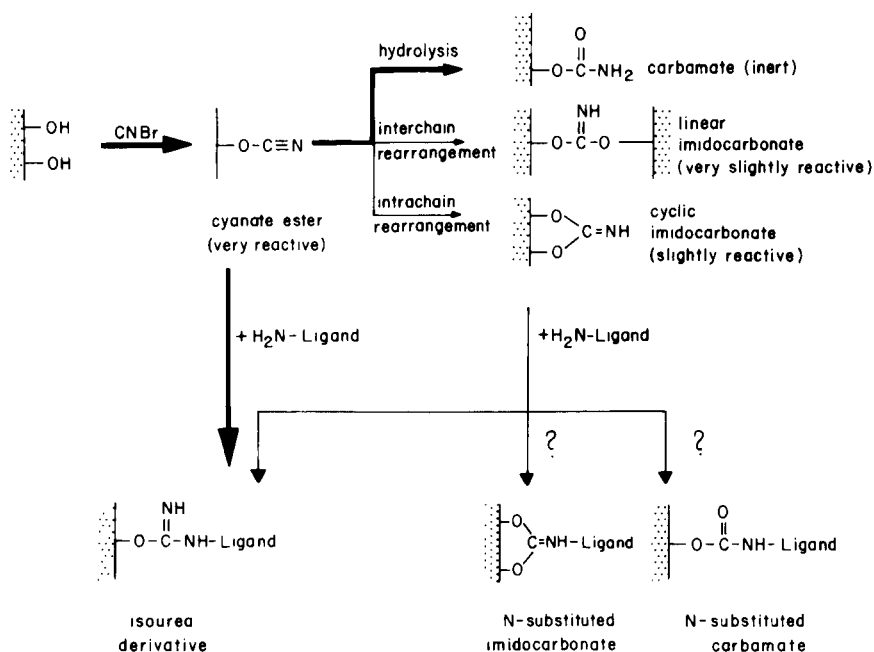 hydrolysis
O
||
-O-C-NH₂
carbamate (inert)
-OH
-OH
CNBr
-O-C≡N
cyanate ester
(very reactive)
interchain
rearrangement
NH
||
-O-C-O-
linear
imidocarbonate
(very slightly reactive)
intrachain
rearrangement
O
C=NH
O
cyclic
imidocarbonate
(slightly reactive)
+H₂N-Ligand
+H₂N-Ligand
?
?
NH
||
-O-C-NH-Ligand
isourea
derivative
O
C=NH-Ligand
O
N-substituted
imidocarbonate
O
||
-O-C-NH-Ligand
N-substituted
carbamate